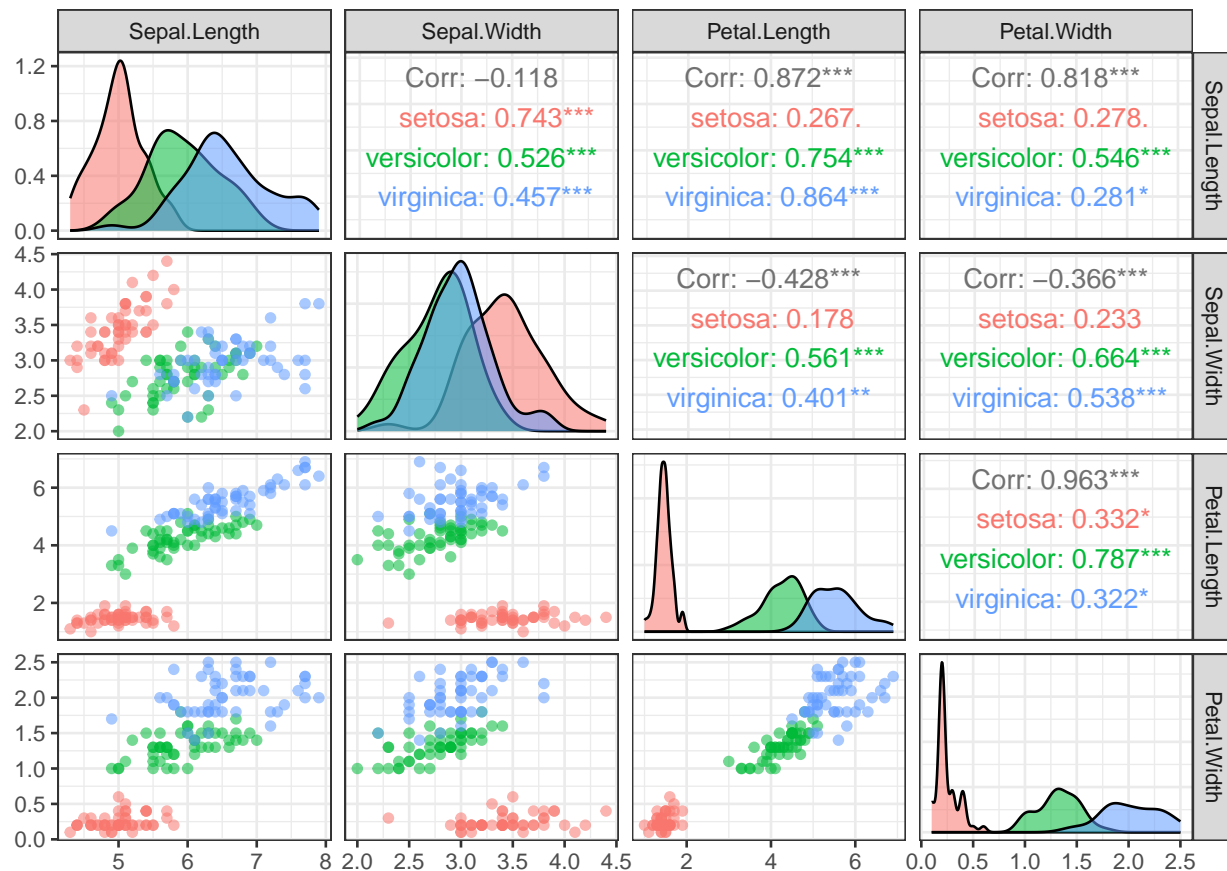 Sepal.Length Sepal.Width Petal.Length Petal.Width
1.2
0.8
0.4
0.0
Corr: −0.118
setosa: 0.743***
versicolor: 0.526***
virginica: 0.457***
Corr: 0.872***
setosa: 0.267.
versicolor: 0.754***
virginica: 0.864***
Corr: 0.818***
setosa: 0.278.
versicolor: 0.546***
virginica: 0.281*
Sepal.Length
4.5
4.0
3.5
3.0
2.5
2.0
Corr: −0.428***
setosa: 0.178
versicolor: 0.561***
virginica: 0.401**
Corr: −0.366***
setosa: 0.233
versicolor: 0.664***
virginica: 0.538***
Sepal.Width
6
4
2
Corr: 0.963***
setosa: 0.332*
versicolor: 0.787***
virginica: 0.322*
Petal.Length
2.5
2.0
1.5
1.0
0.5
0.0
Petal.Width
5 6 7 8 2.0 2.5 3.0 3.5 4.0 4.5 2 4 6 0.0 0.5 1.0 1.5 2.0 2.5